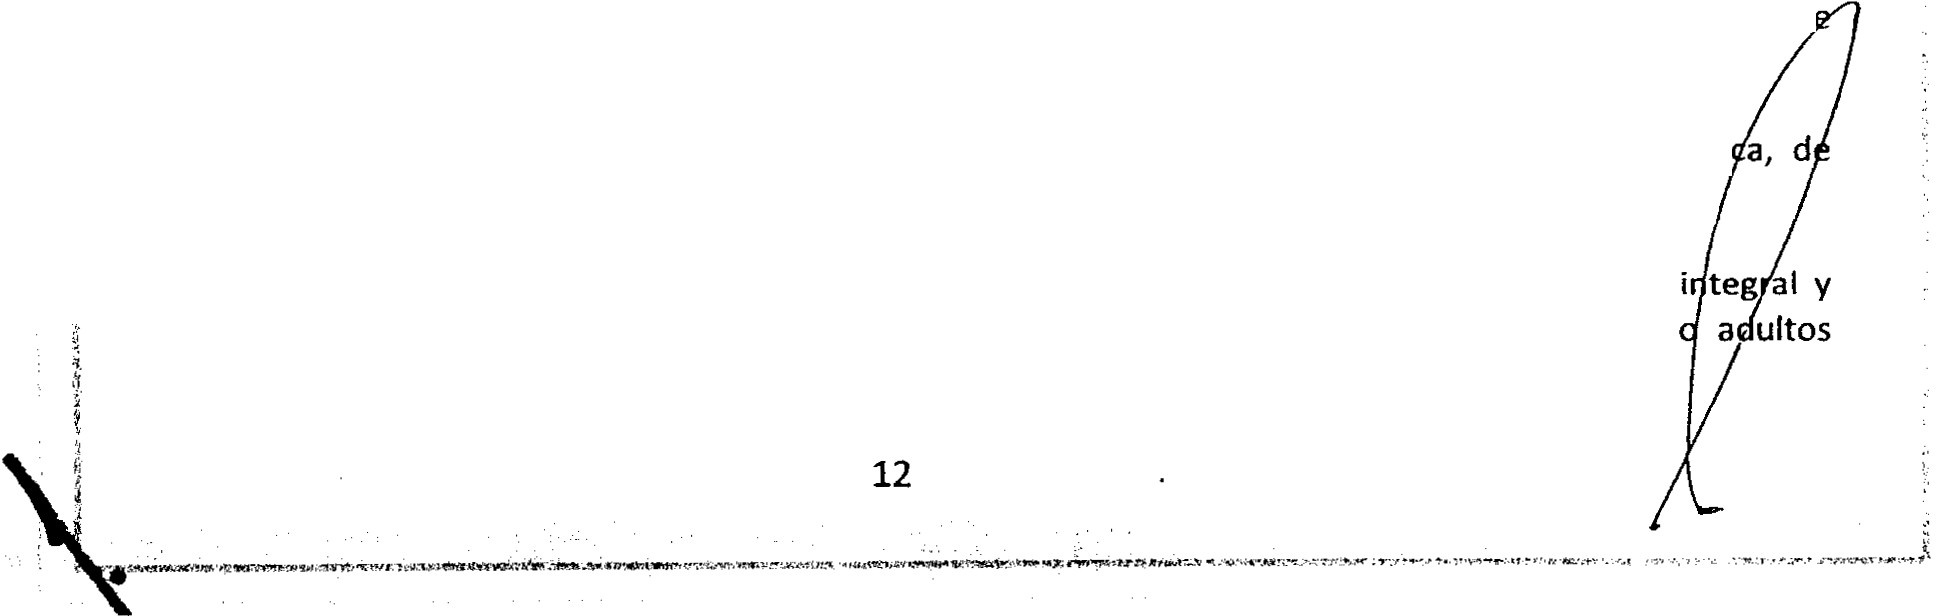 e
ca, de
integral y
o adultos
12